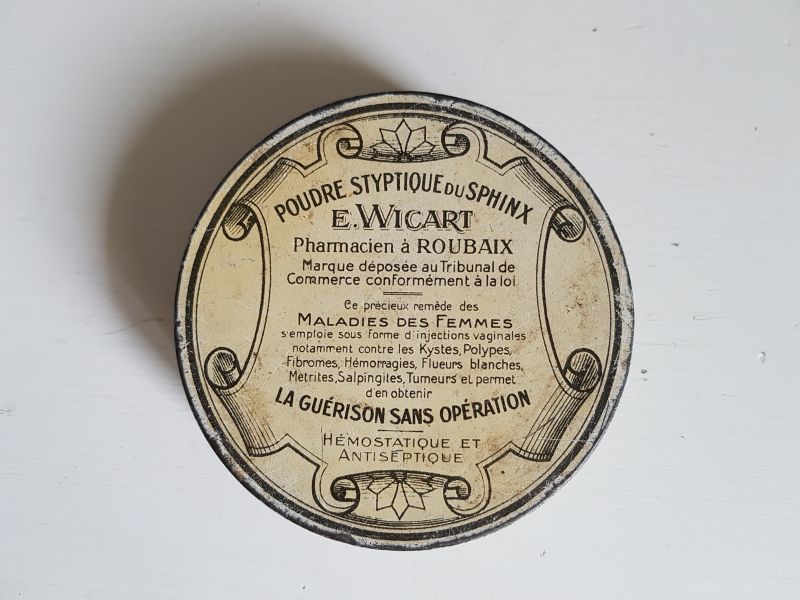 POUDRE STYPTIQUE DU SPHINX
E. WICART
Pharmacien à ROUBAIX
Marque déposée au Tribunal de
Commerce conformément à la loi
Ce précieux remède des
MALADIES DES FEMMES
s'emploie sous forme d'injections vaginales
notamment contre les Kystes, Polypes,
Fibromes, Hémorragies, Flueurs blanches,
Métrites, Salpingites, Tumeurs et permet
d'en obtenir
LA GUÉRISON SANS OPÉRATION
HÉMOSTATIQUE ET
ANTISEPTIQUE